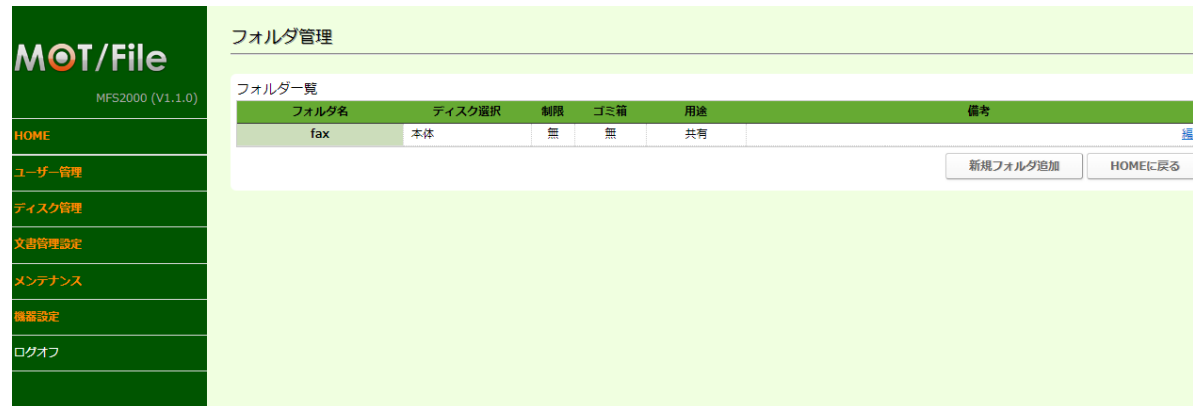 MOT/File
MFS2000 (V1.1.0)
HOME
ユーザー管理
ディスク管理
文書管理設定
メンテナンス
機器設定
ログオフ
フォルダ管理
フォルダ一覧
フォルダ名 ディスク選択 制限 ゴミ箱 用途 備考
fax 本体 無 無 共有 編
新規フォルダ追加 HOMEに戻る